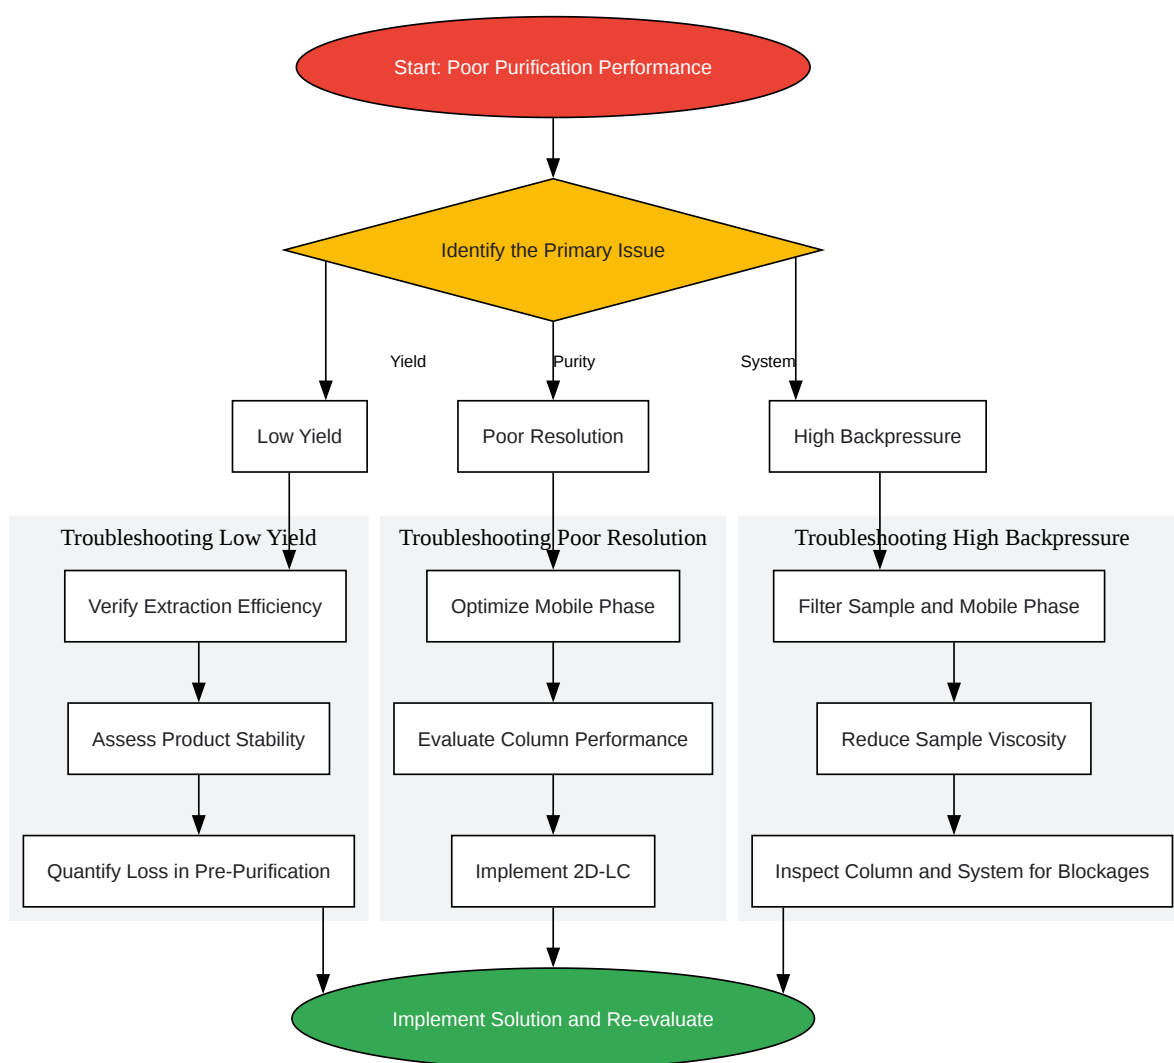 Start: Poor Purification Performance
Identify the Primary Issue
Yield
Purity
System
Low Yield
Poor Resolution
High Backpressure
Troubleshooting Low Yield
Troubleshooting Poor Resolution
Troubleshooting High Backpressure
Verify Extraction Efficiency
Optimize Mobile Phase
Filter Sample and Mobile Phase
Assess Product Stability
Evaluate Column Performance
Reduce Sample Viscosity
Quantify Loss in Pre-Purification
Implement 2D-LC
Inspect Column and System for Blockages
Implement Solution and Re-evaluate